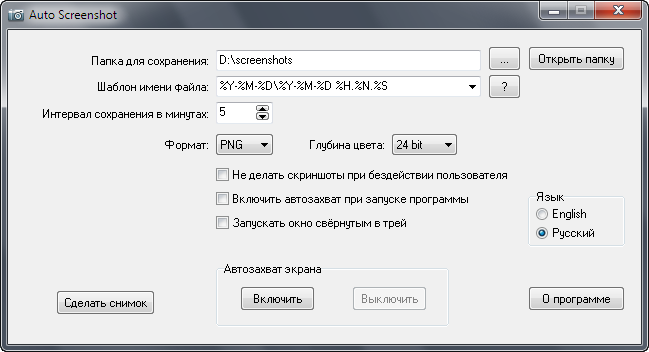 Auto Screenshot
Папка для сохранения: D:\screenshots ... Открыть папку
Шаблон имени файла: %Y-%M-%D\%Y-%M-%D %H.%N.%S ?
Интервал сохранения в минутах: 5
Формат: PNG Глубина цвета: 24 bit
Не делать скриншоты при бездействии пользователя
Включить автозахват при запуске программы
Запускать окно свёрнутым в трей
Язык
English
Русский
Автозахват экрана
Сделать снимок Включить Выключить О программе